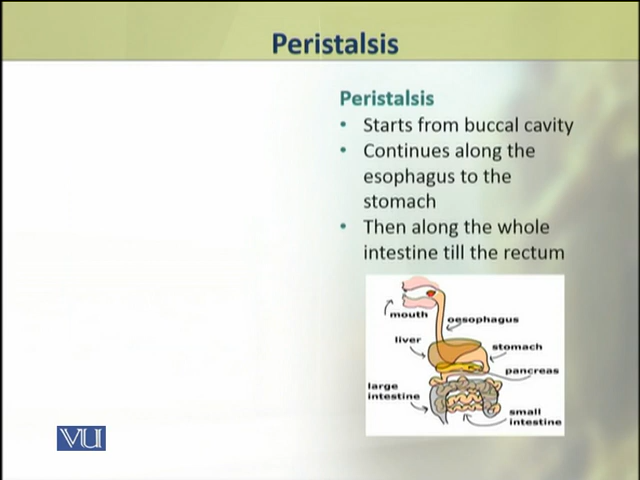 Peristalsis
Peristalsis
• Starts from buccal cavity
• Continues along the
esophagus to the
stomach
• Then along the whole
intestine till the rectum
mouth
oesophagus
liver
stomach
pancreas
large
intestine
small
intestine
VU